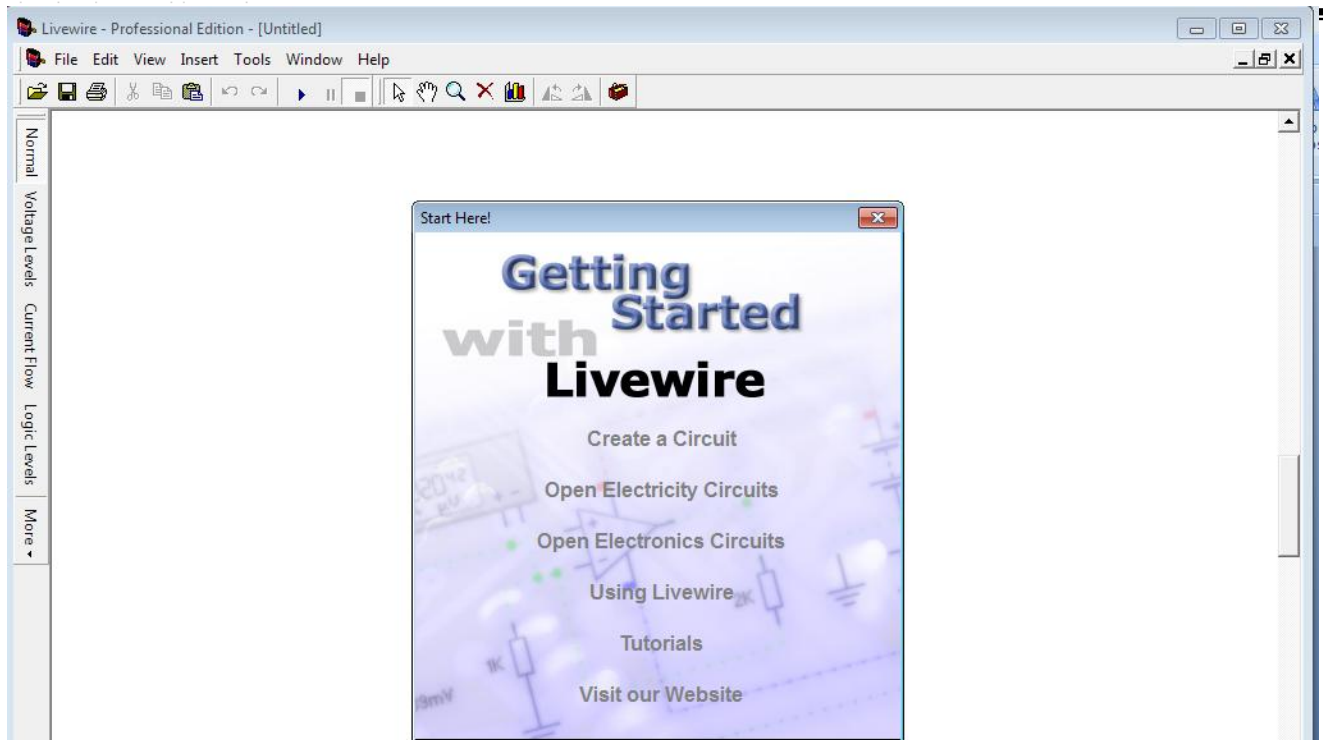 Livewire - Professional Edition - [Untitled]
File Edit View Insert Tools Window Help
Normal
Voltage Levels
Current Flow
Logic Levels
More
Start Here!
Getting
Started
with
Livewire
Create a Circuit
Open Electricity Circuits
Open Electronics Circuits
Using Livewire
2K
Tutorials
1K
Visit our Website